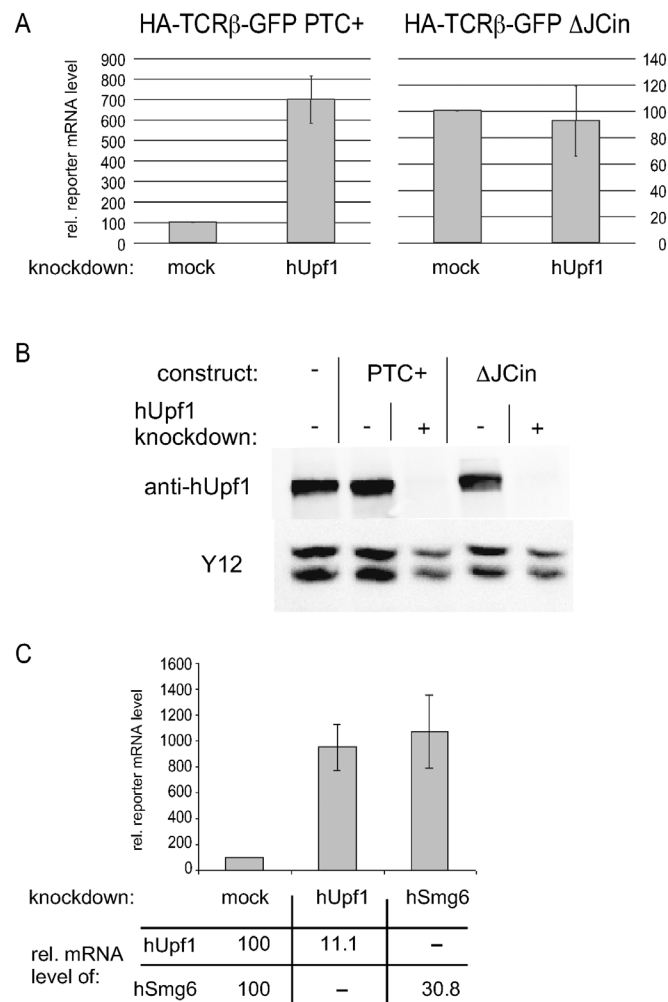 A
HA-TCRβ-GFP PTC+
HA-TCRβ-GFP ΔJCin
rel. reporter mRNA level
900
800
700
600
500
400
300
200
100
0
140
120
100
80
60
40
20
0
knockdown: mock hUpf1 mock hUpf1
B
construct: - PTC+ ΔJCin
hUpf1
knockdown: - - + - +
anti-hUpf1
Y12
C
rel. reporter mRNA level
1600
1400
1200
1000
800
600
400
200
0
knockdown: mock hUpf1 hSmg6
rel. mRNA
level of:
hUpf1 100 11.1 –
hSmg6 100 – 30.8